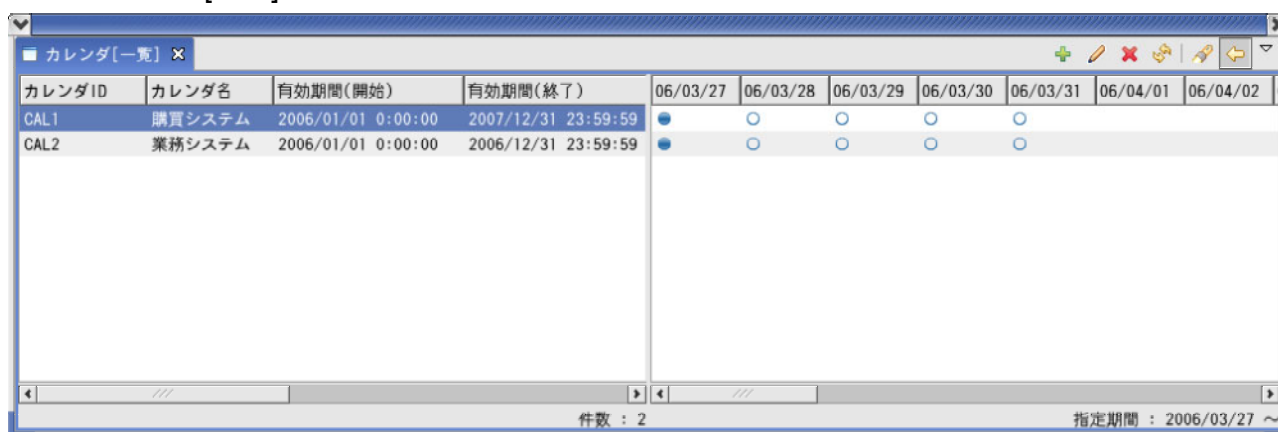 カレンダ[一覧]
カレンダID カレンダ名 有効期間(開始) 有効期間(終了) 06/03/27 06/03/28 06/03/29 06/03/30 06/03/31 06/04/01 06/04/02
CAL1 購買システム 2006/01/01 0:00:00 2007/12/31 23:59:59
CAL2 業務システム 2006/01/01 0:00:00 2006/12/31 23:59:59
件数 : 2 指定期間 : 2006/03/27 ～